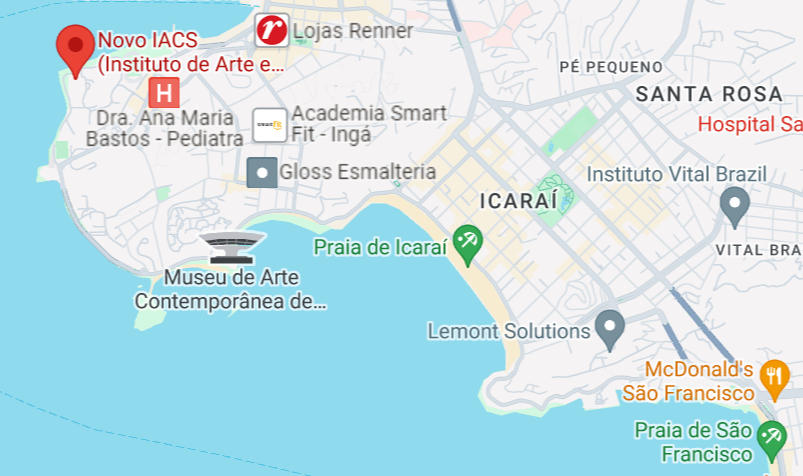 Novo IACS
(Instituto de Arte e...
Lojas Renner
H
Dra. Ana Maria
Bastos - Pediatra
Academia Smart
Fit - Ingá
Gloss Esmalteria
PÉ PEQUENO
SANTA ROSA
Hospital Sa
Instituto Vital Brazil
ICARAÍ
VITAL BRA
Praia de Icaraí
Museu de Arte
Contemporânea de...
Lemont Solutions
McDonald's
São Francisco
Praia de São
Francisco